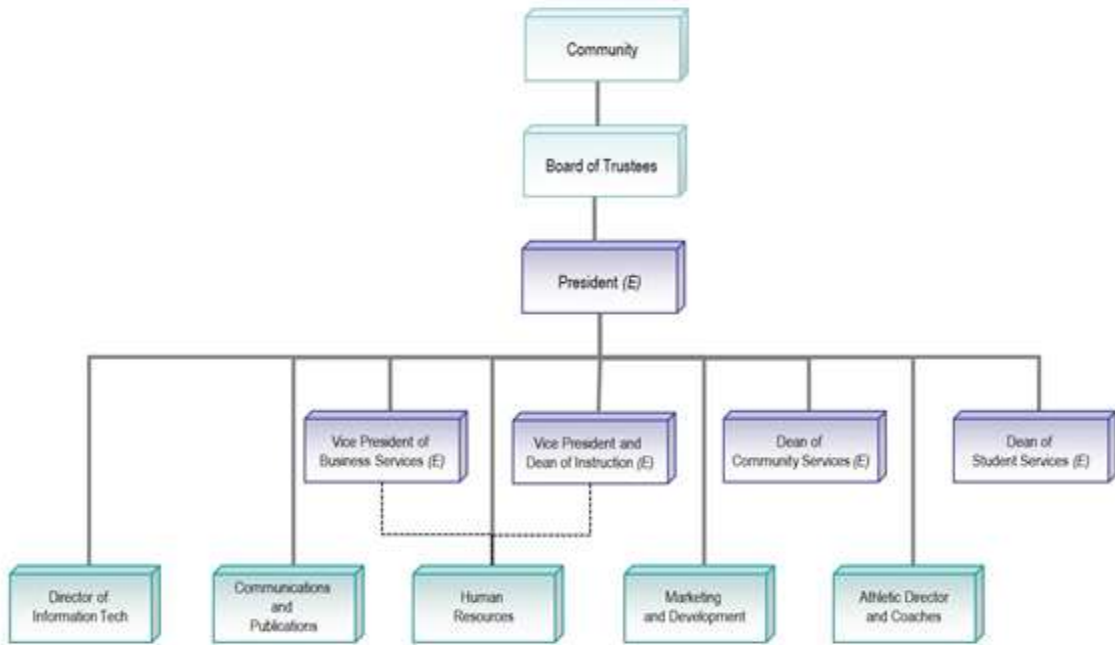 Community
Board of Trustees
President (E)
Vice President of
Business Services (E)
Vice President and
Dean of Instruction (E)
Dean of
Community Services (E)
Dean of
Student Services (E)
Director of
Information Tech
Communications
and
Publications
Human
Resources
Marketing
and Development
Athletic Director
and Coaches